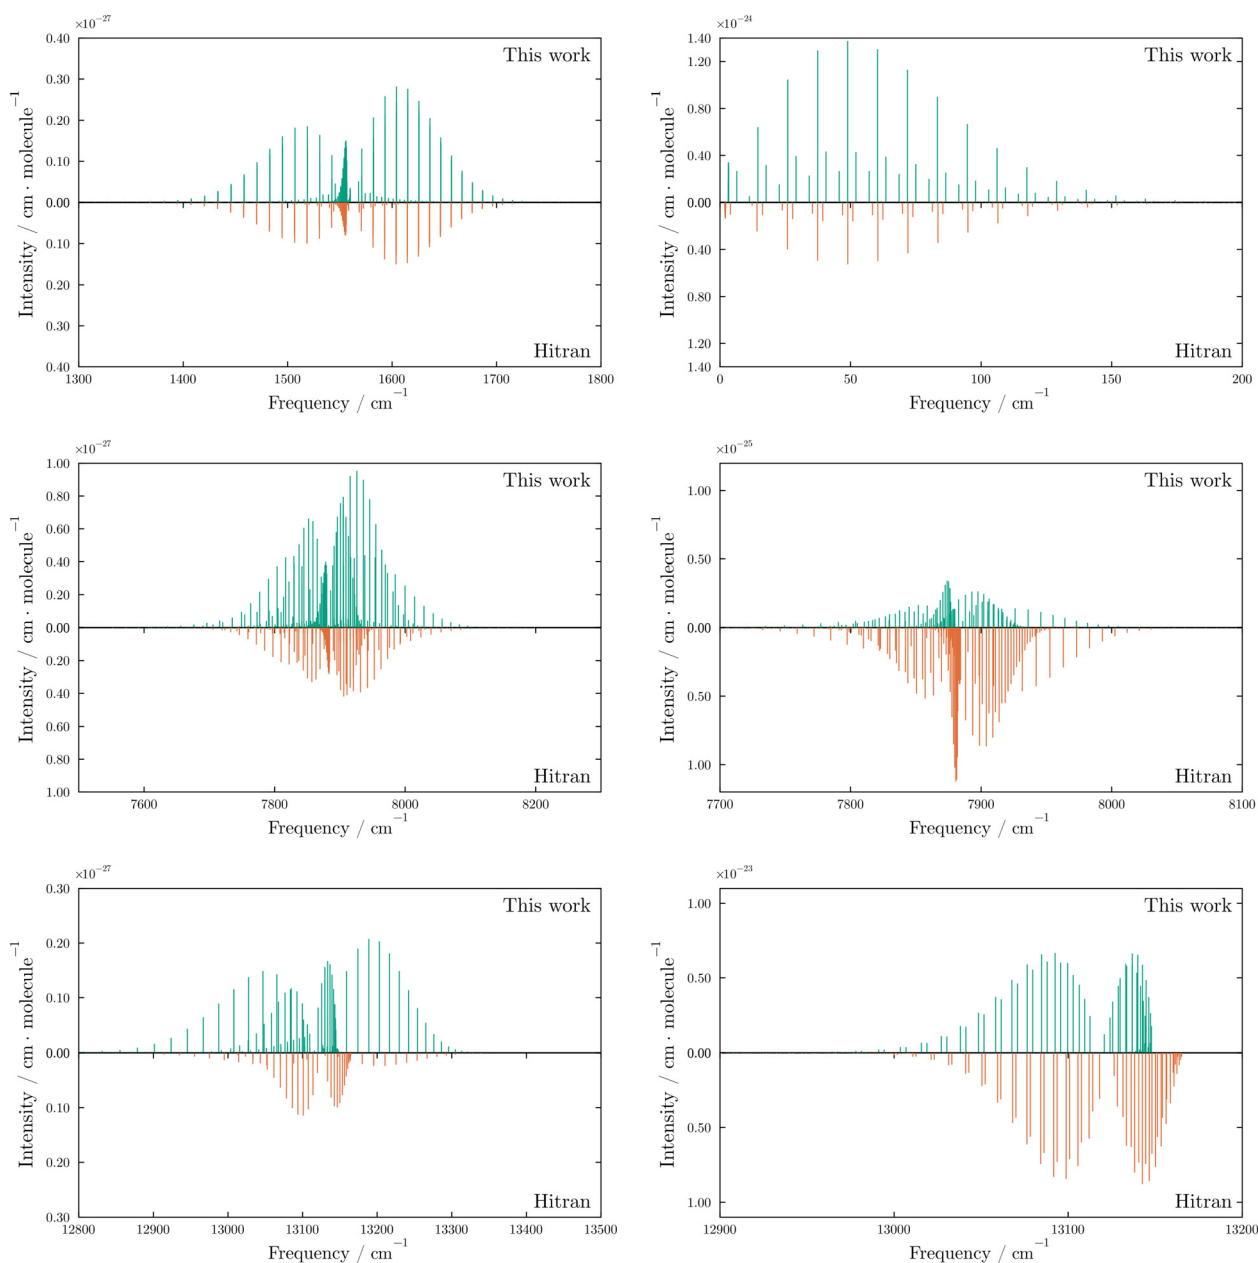 ×10⁻²⁷
0.40
This work
0.30
0.20
0.10
0.00
0.10
0.20
0.30
Hitran
0.40
1300 1400 1500 1600 1700 1800
Frequency / cm⁻¹
Intensity / cm · molecule⁻¹
×10⁻²⁴
1.40
This work
1.20
0.80
0.40
0.00
0.40
0.80
1.20
Hitran
1.40
0 50 100 150 200
Frequency / cm⁻¹
Intensity / cm · molecule⁻¹
×10⁻²⁷
1.00
This work
0.80
0.60
0.40
0.20
0.00
0.20
0.40
0.60
0.80
Hitran
1.00
7600 7800 8000 8200
Frequency / cm⁻¹
Intensity / cm · molecule⁻¹
×10⁻²⁵
This work
1.00
0.50
0.00
0.50
1.00
Hitran
7700 7800 7900 8000 8100
Frequency / cm⁻¹
Intensity / cm · molecule⁻¹
×10⁻²⁷
0.30
This work
0.20
0.10
0.00
0.10
0.20
Hitran
0.30
12800 12900 13000 13100 13200 13300 13400 13500
Frequency / cm⁻¹
Intensity / cm · molecule⁻¹
×10⁻²³
This work
1.00
0.50
0.00
0.50
1.00
Hitran
12900 13000 13100 13200
Frequency / cm⁻¹
Intensity / cm · molecule⁻¹